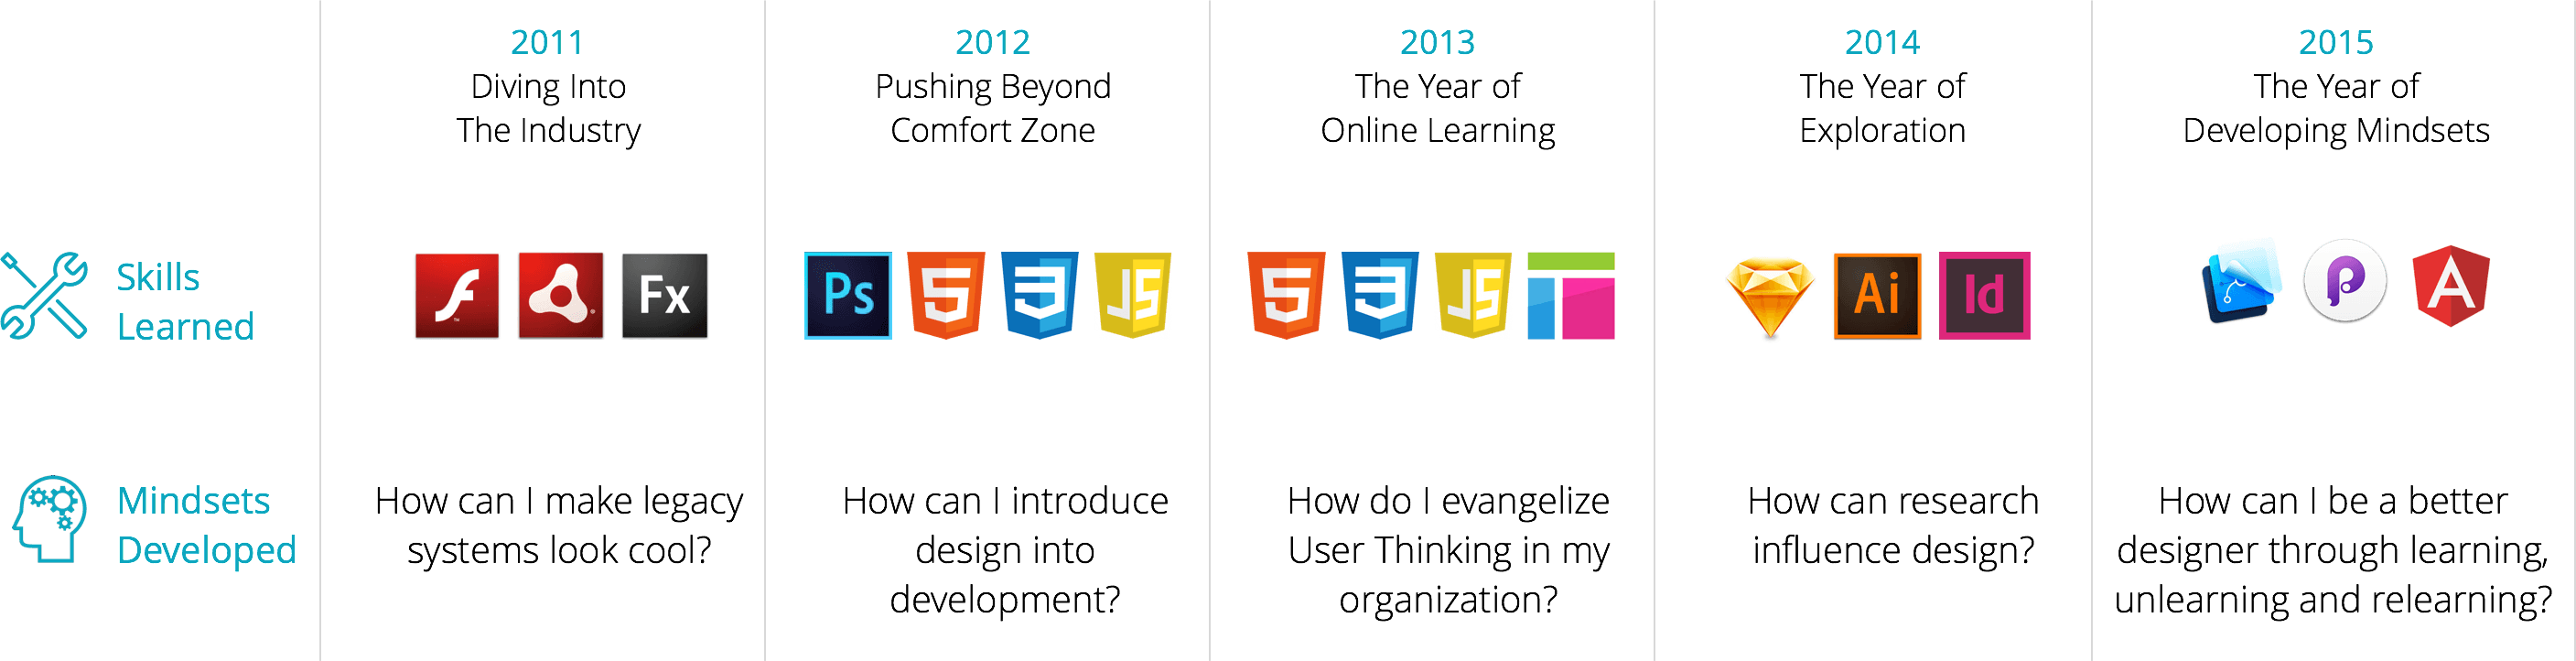 2011
Diving Into
The Industry
2012
Pushing Beyond
Comfort Zone
2013
The Year of
Online Learning
2014
The Year of
Exploration
2015
The Year of
Developing Mindsets
Skills
Learned
Fx
Ps
5
3
JS
5
3
JS
Ai
Id
P
A
Mindsets
Developed
How can I make legacy
systems look cool?
How can I introduce
design into
development?
How do I evangelize
User Thinking in my
organization?
How can research
influence design?
How can I be a better
designer through learning,
unlearning and relearning?